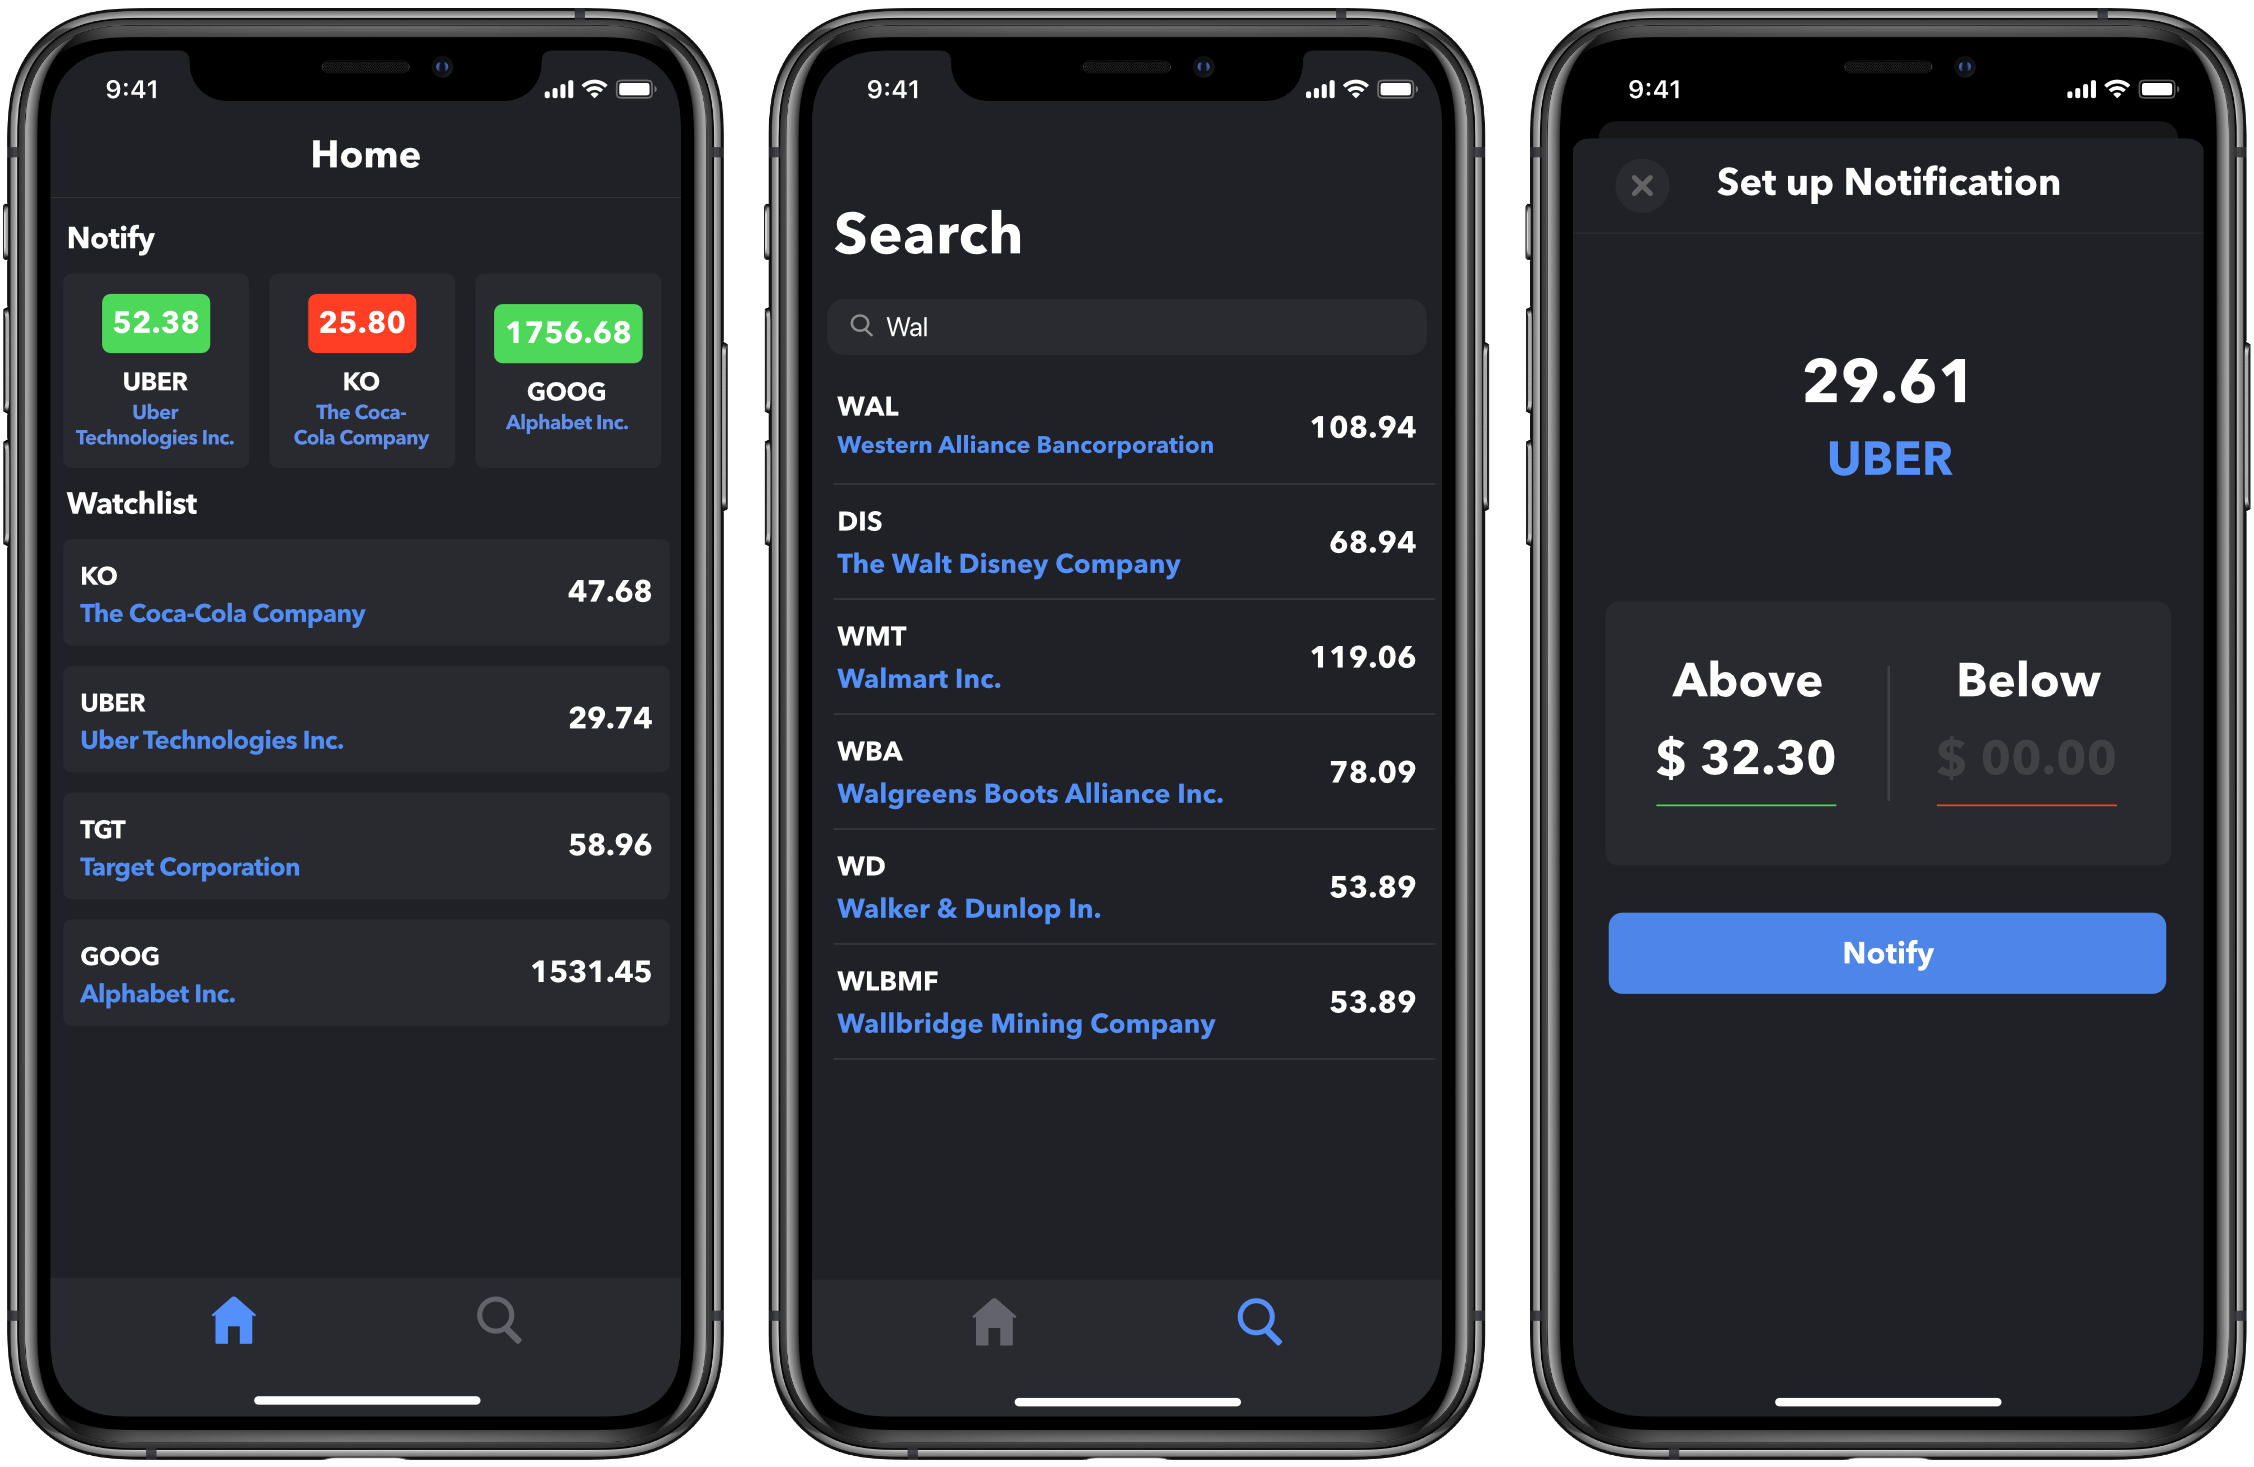 9:41
Home
Notify
52.38
UBER
Uber
Technologies Inc.
25.80
KO
The Coca-
Cola Company
1756.68
GOOG
Alphabet Inc.
Watchlist
KO
The Coca-Cola Company
47.68
UBER
Uber Technologies Inc.
29.74
TGT
Target Corporation
58.96
GOOG
Alphabet Inc.
1531.45
9:41
Search
Wal
WAL
Western Alliance Bancorporation
108.94
DIS
The Walt Disney Company
68.94
WMT
Walmart Inc.
119.06
WBA
Walgreens Boots Alliance Inc.
78.09
WD
Walker & Dunlop In.
53.89
WLBMF
Wallbridge Mining Company
53.89
9:41
Set up Notification
29.61
UBER
Above
$ 32.30
Below
$ 00.00
Notify